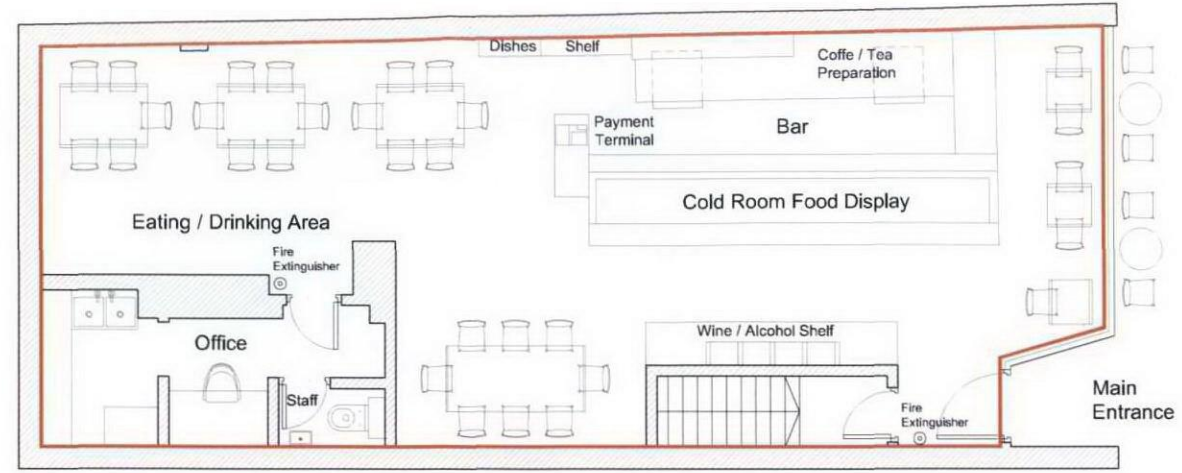 Dishes Shelf
Coffe / Tea
Preparation
Payment
Terminal
Bar
Cold Room Food Display
Eating / Drinking Area
Fire
Extinguisher
Office
Wine / Alcohol Shelf
Staff
Fire
Extinguisher
Main
Entrance